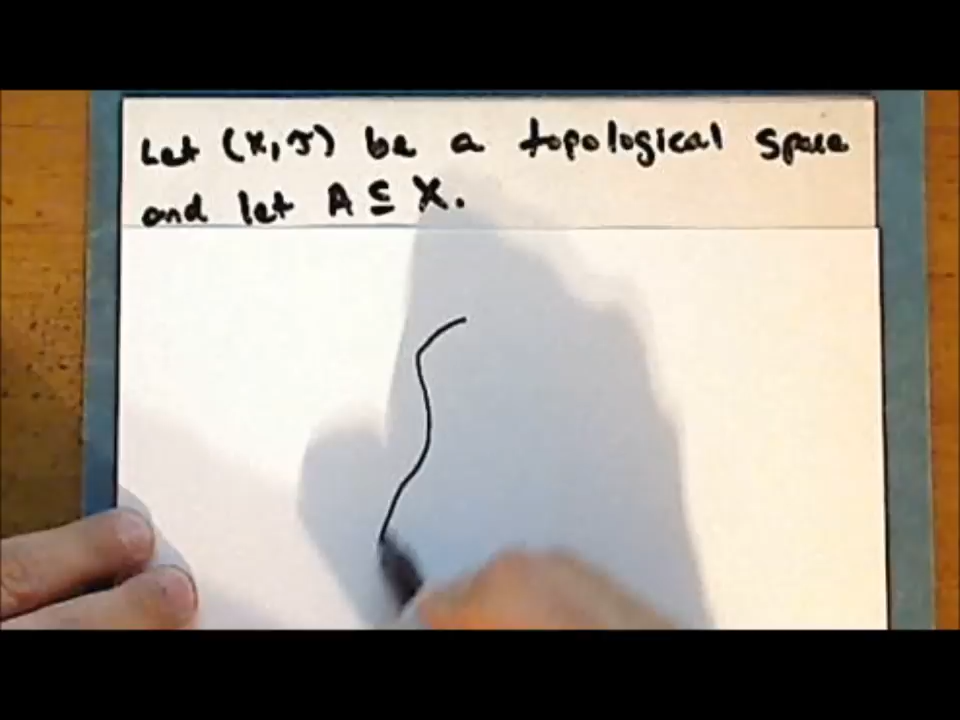 Let (X, J) be a topological space
and let A ⊆ X.